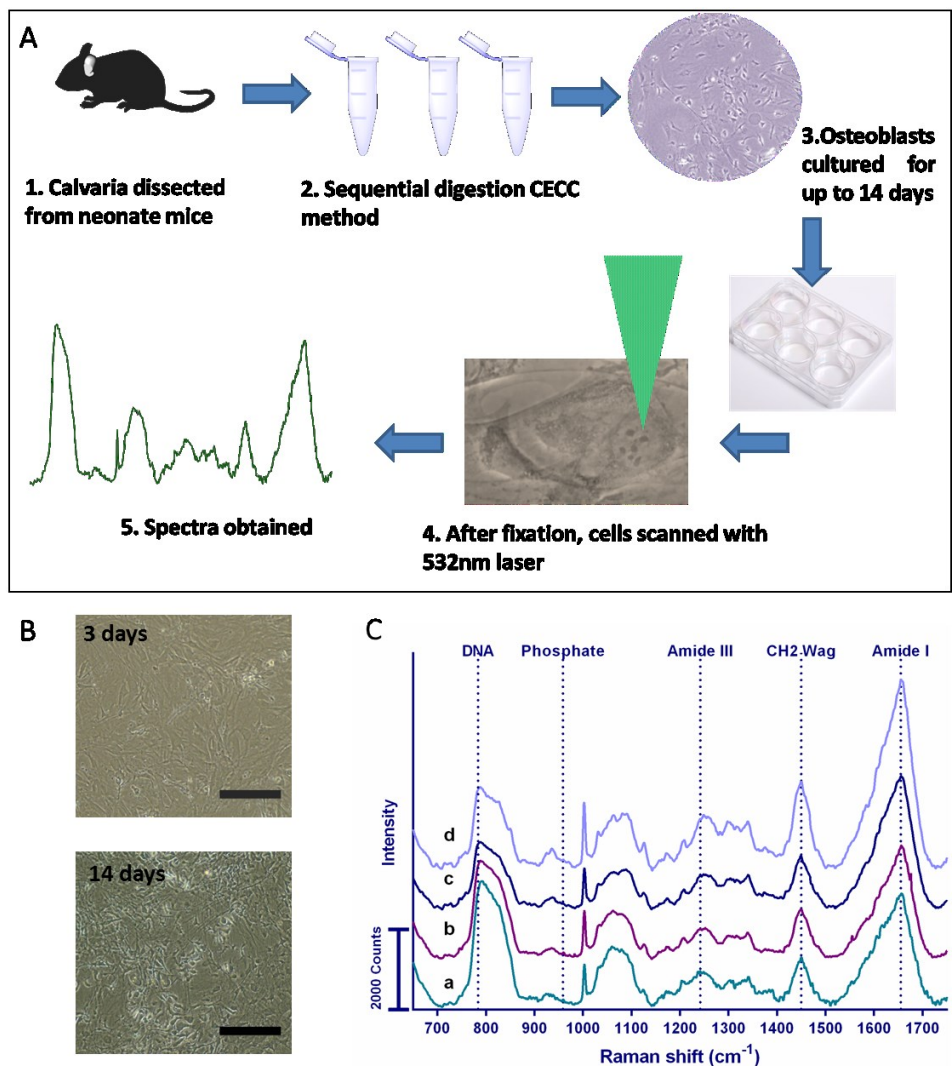 A
1. Calvaria dissected
from neonate mice
2. Sequential digestion CECC
method
3.Osteoblasts
cultured for
up to 14 days
4. After fixation, cells scanned with
532nm laser
5. Spectra obtained
B
3 days
14 days
C
DNA Phosphate Amide III CH2 Wag Amide I
Intensity
2000 Counts
d
c
b
a
700 800 900 1000 1100 1200 1300 1400 1500 1600 1700
Raman shift (cm⁻¹)